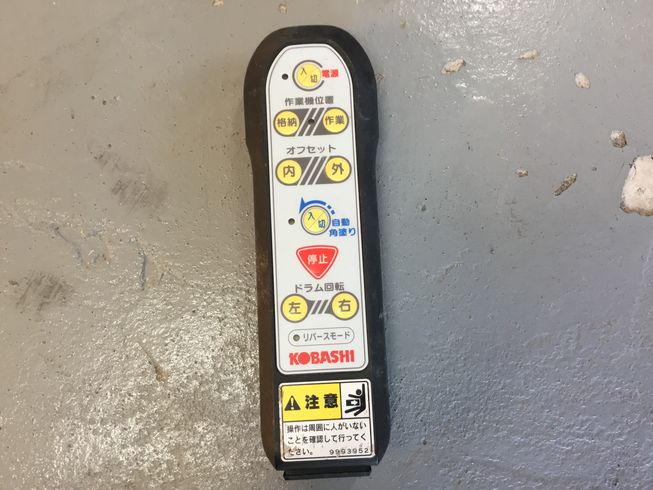 入/切 電源
作業機位置
格納 作業
オフセット
内 外
入/切 自動
角塗り
停止
ドラム回転
左 右
リバースモード
KOBASHI
注意
操作は周囲に人がいない
ことを確認して行ってく
ださい。 9993952